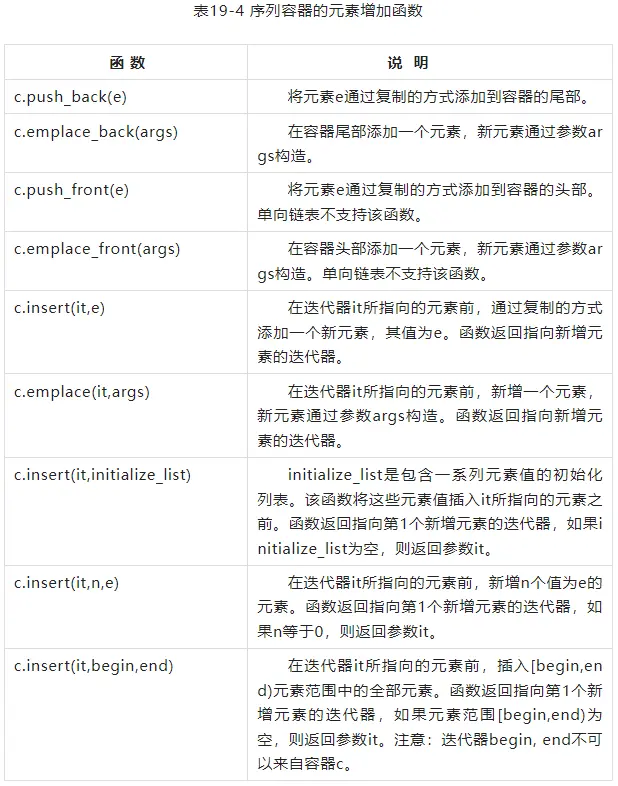 表19-4 序列容器的元素增加函数
函 数
说 明
c.push_back(e)
将元素e通过复制的方式添加到容器的尾部。
c.emplace_back(args)
在容器尾部添加一个元素，新元素通过参数ar
gs构造。
c.push_front(e)
将元素e通过复制的方式添加到容器的头部。
单向链表不支持该函数。
c.emplace_front(args)
在容器头部添加一个元素，新元素通过参数ar
gs构造。单向链表不支持该函数。
c.insert(it,e)
在迭代器it所指向的元素前，通过复制的方式
添加一个新元素，其值为e。函数返回指向新增元
素的迭代器。
c.emplace(it,args)
在迭代器it所指向的元素前，新增一个元素，
新元素通过参数args构造。函数返回指向新增元
素的迭代器。
c.insert(it,initialize_list)
initialize_list是包含一系列元素值的初始化
列表。该函数将这些元素值插入it所指向的元素之
前。函数返回指向第1个新增元素的迭代器，如果i
nitialize_list为空，则返回参数it。
c.insert(it,n,e)
在迭代器it所指向的元素前，新增n个值为e的
元素。函数返回指向第1个新增元素的迭代器，如
果n等于0，则返回参数it。
c.insert(it,begin,end)
在迭代器it所指向的元素前，插入[begin,en
d)元素范围中的全部元素。函数返回指向第1个新
增元素的迭代器，如果元素范围[begin,end)为
空，则返回参数it。注意：迭代器begin, end不可
以来自容器c。